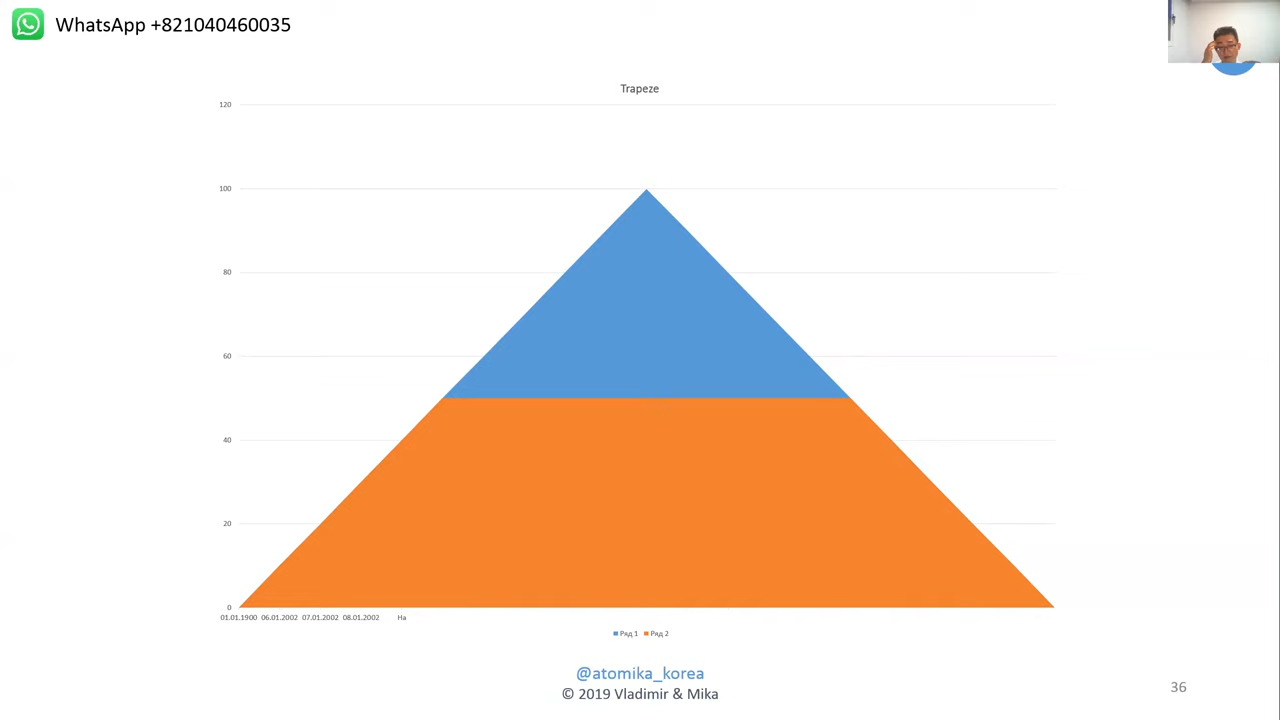 WhatsApp +821040460035
Trapeze
120
100
80
60
40
20
0
01.01.1900 06.01.2002 07.01.2002 08.01.2002 На
Ряд 1 Ряд 2
@atomika_korea
© 2019 Vladimir & Mika
36